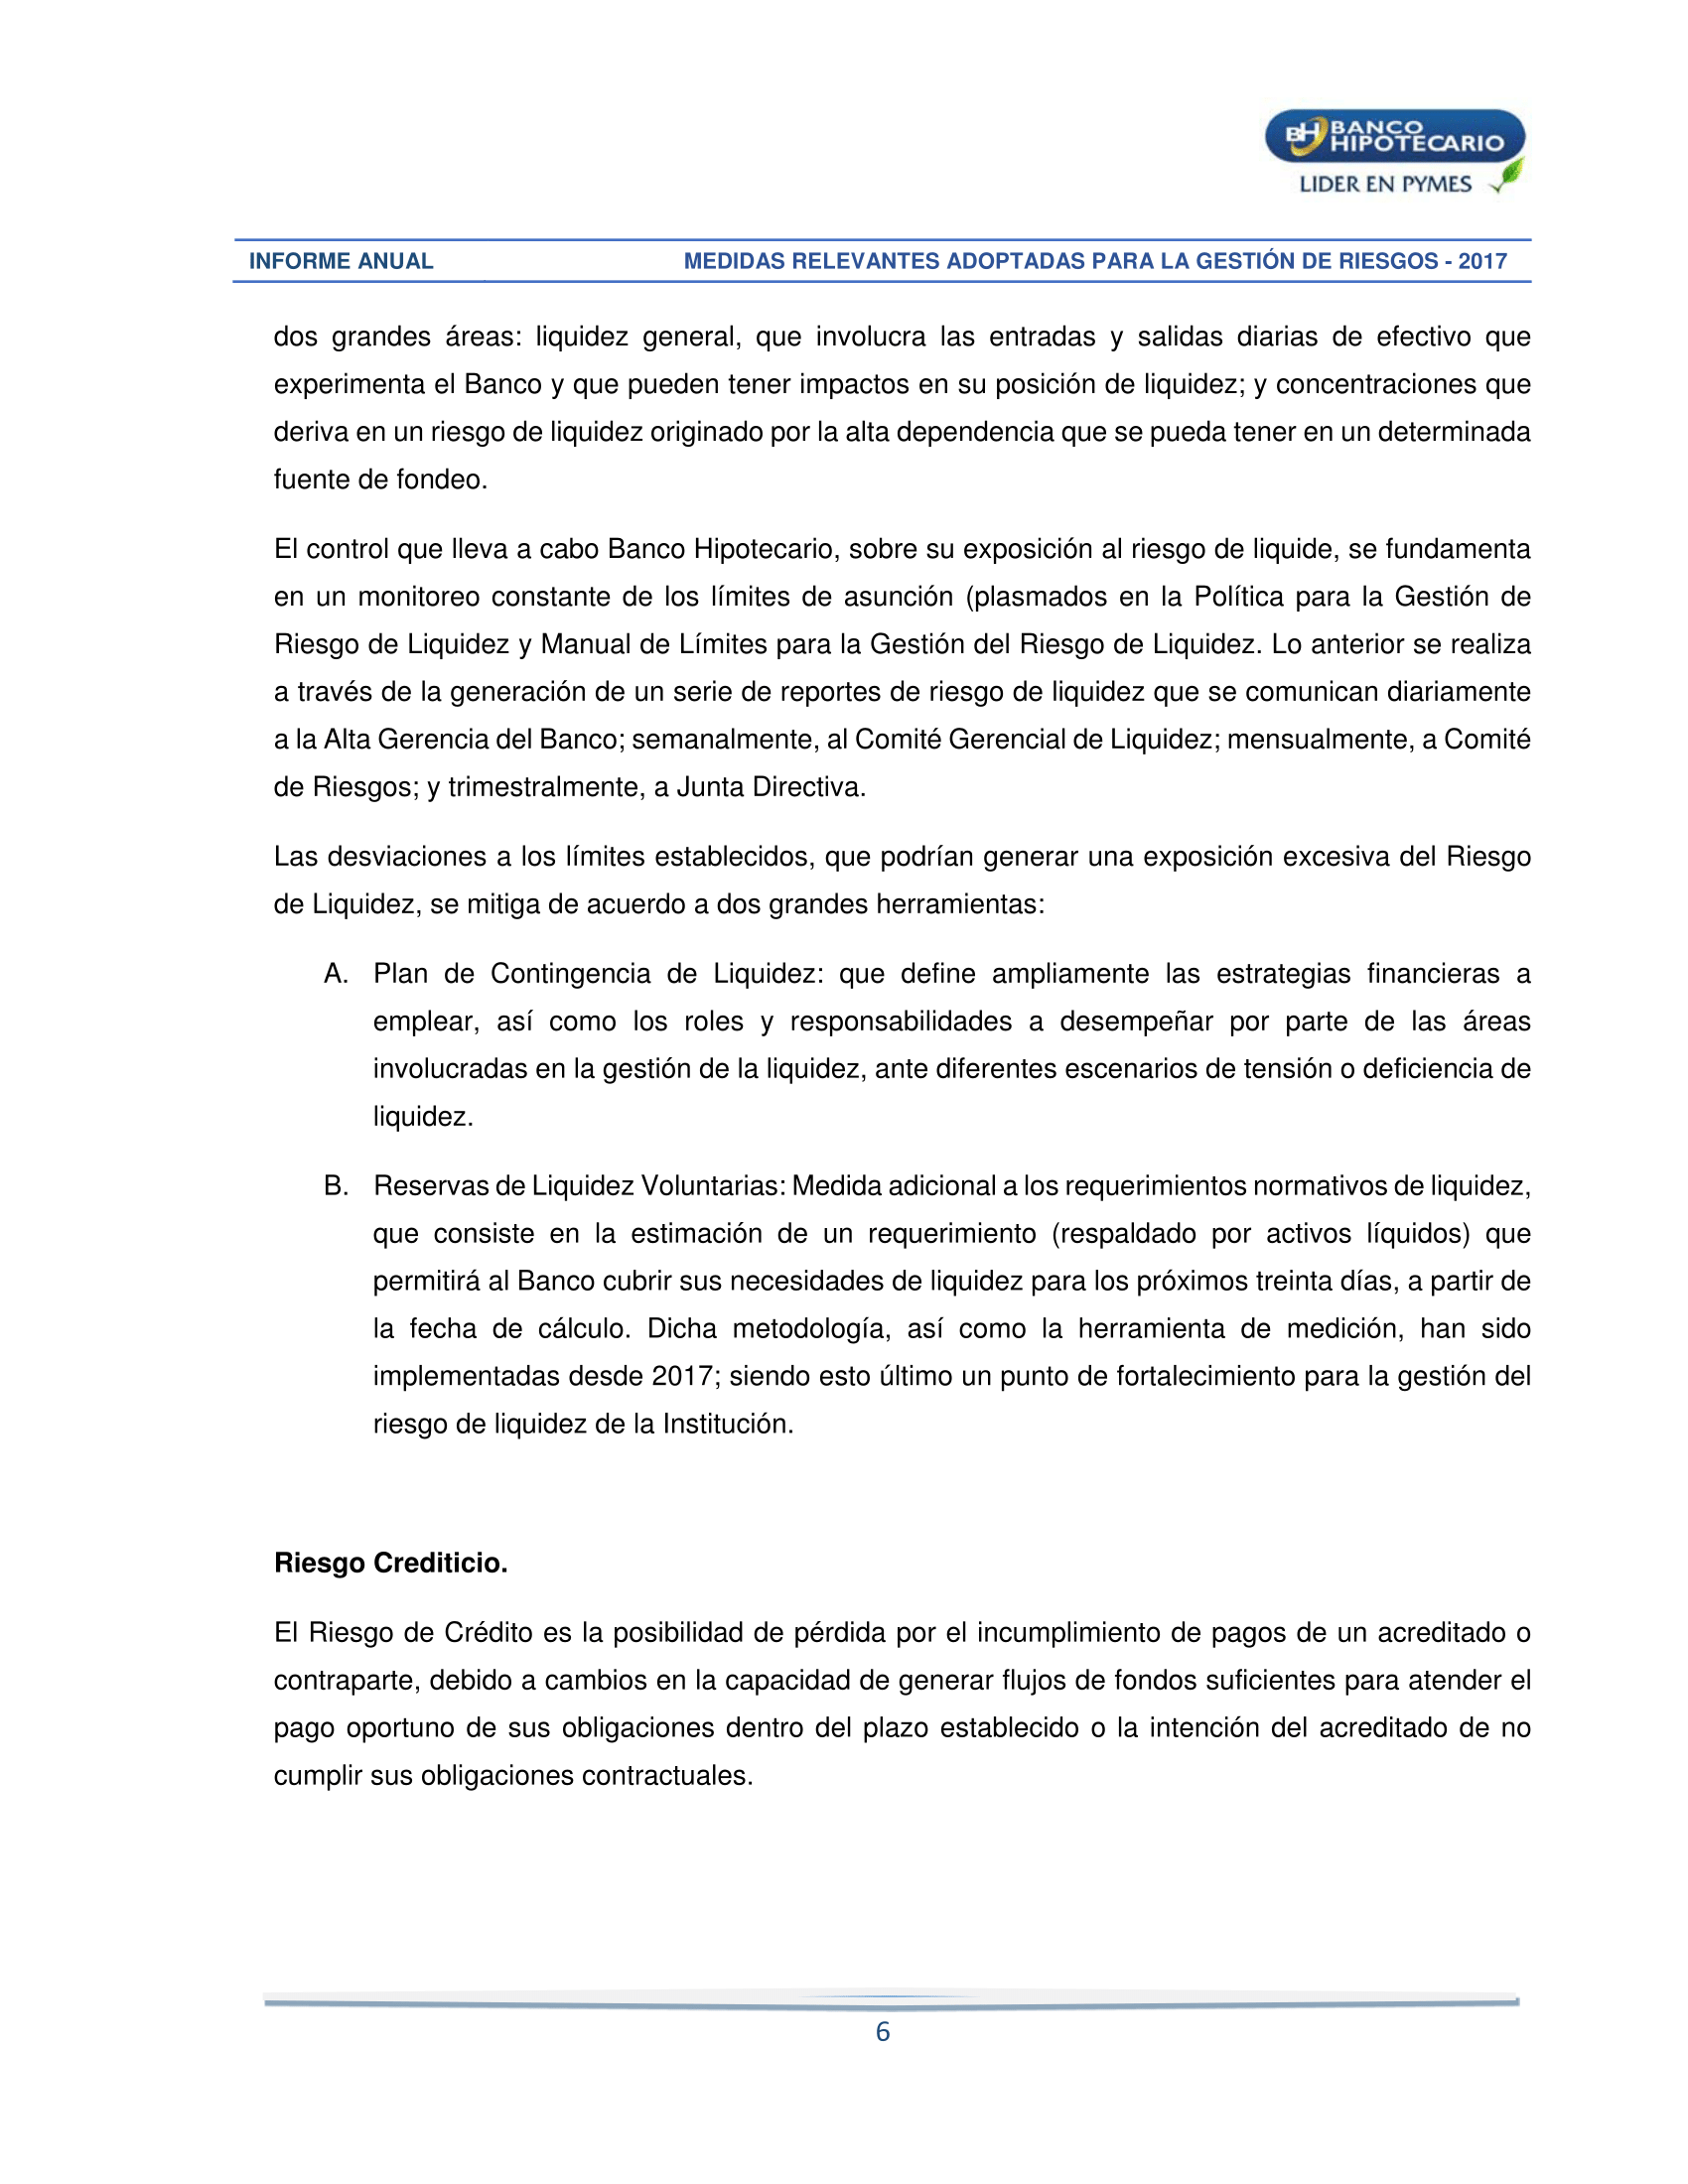 BH BANCO
HIPOTECARIO
LIDER EN PYMES
INFORME ANUAL MEDIDAS RELEVANTES ADOPTADAS PARA LA GESTIÓN DE RIESGOS - 2017
dos grandes áreas: liquidez general, que involucra las entradas y salidas diarias de efectivo que
experimenta el Banco y que pueden tener impactos en su posición de liquidez; y concentraciones que
deriva en un riesgo de liquidez originado por la alta dependencia que se pueda tener en un determinada
fuente de fondeo.
El control que lleva a cabo Banco Hipotecario, sobre su exposición al riesgo de liquide, se fundamenta
en un monitoreo constante de los límites de asunción (plasmados en la Política para la Gestión de
Riesgo de Liquidez y Manual de Límites para la Gestión del Riesgo de Liquidez. Lo anterior se realiza
a través de la generación de un serie de reportes de riesgo de liquidez que se comunican diariamente
a la Alta Gerencia del Banco; semanalmente, al Comité Gerencial de Liquidez; mensualmente, a Comité
de Riesgos; y trimestralmente, a Junta Directiva.
Las desviaciones a los límites establecidos, que podrían generar una exposición excesiva del Riesgo
de Liquidez, se mitiga de acuerdo a dos grandes herramientas:
A. Plan de Contingencia de Liquidez: que define ampliamente las estrategias financieras a
emplear, así como los roles y responsabilidades a desempeñar por parte de las áreas
involucradas en la gestión de la liquidez, ante diferentes escenarios de tensión o deficiencia de
liquidez.
B. Reservas de Liquidez Voluntarias: Medida adicional a los requerimientos normativos de liquidez,
que consiste en la estimación de un requerimiento (respaldado por activos líquidos) que
permitirá al Banco cubrir sus necesidades de liquidez para los próximos treinta días, a partir de
la fecha de cálculo. Dicha metodología, así como la herramienta de medición, han sido
implementadas desde 2017; siendo esto último un punto de fortalecimiento para la gestión del
riesgo de liquidez de la Institución.
Riesgo Crediticio.
El Riesgo de Crédito es la posibilidad de pérdida por el incumplimiento de pagos de un acreditado o
contraparte, debido a cambios en la capacidad de generar flujos de fondos suficientes para atender el
pago oportuno de sus obligaciones dentro del plazo establecido o la intención del acreditado de no
cumplir sus obligaciones contractuales.
6